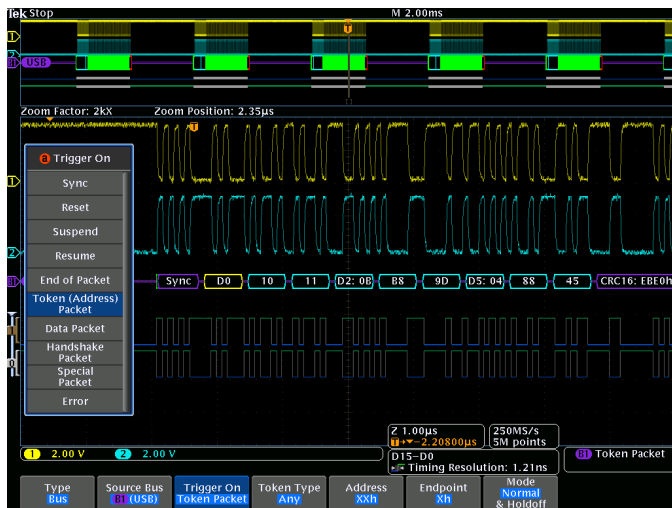 Tek Stop
M 2.00ms
T
1
2
B1 USB
Zoom Factor: 2kX
Zoom Position: 2.35µs
T
a Trigger On
Sync
Reset
Suspend
Resume
End of Packet
Token (Address)
Packet
Data Packet
Handshake
Packet
Special
Packet
Error
1
2
B1
Sync
D0
10
11
D2: 0B
B8
9D
D5: 04
88
45
CRC16: EBE0h
Z 1.00µs
T→▼-2.20800µs
250MS/s
5M points
1 2.00 V
2 2.00 V
D15-D0
Timing Resolution: 1.21ns
B1 Token Packet
Type
Bus
Source Bus
B1 (USB)
Trigger On
Token Packet
Token Type
Any
Address
XXh
Endpoint
Xh
Mode
Normal
& Holdoff